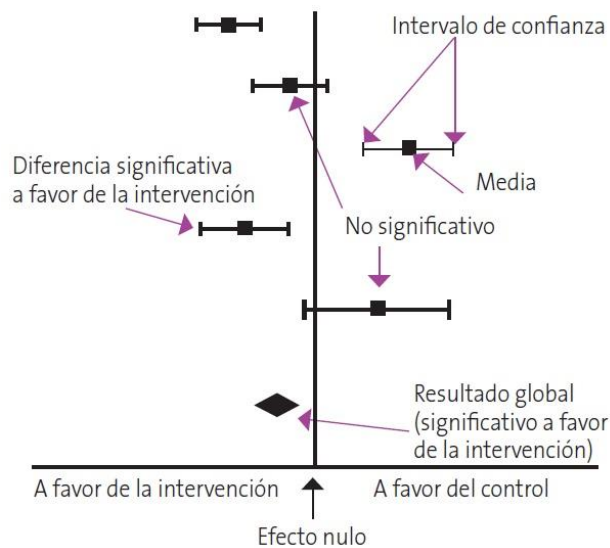 Intervalo de confianza
Diferencia significativa
a favor de la intervención
Media
No significativo
Resultado global
(significativo a favor
de la intervención)
A favor de la intervención
A favor del control
Efecto nulo